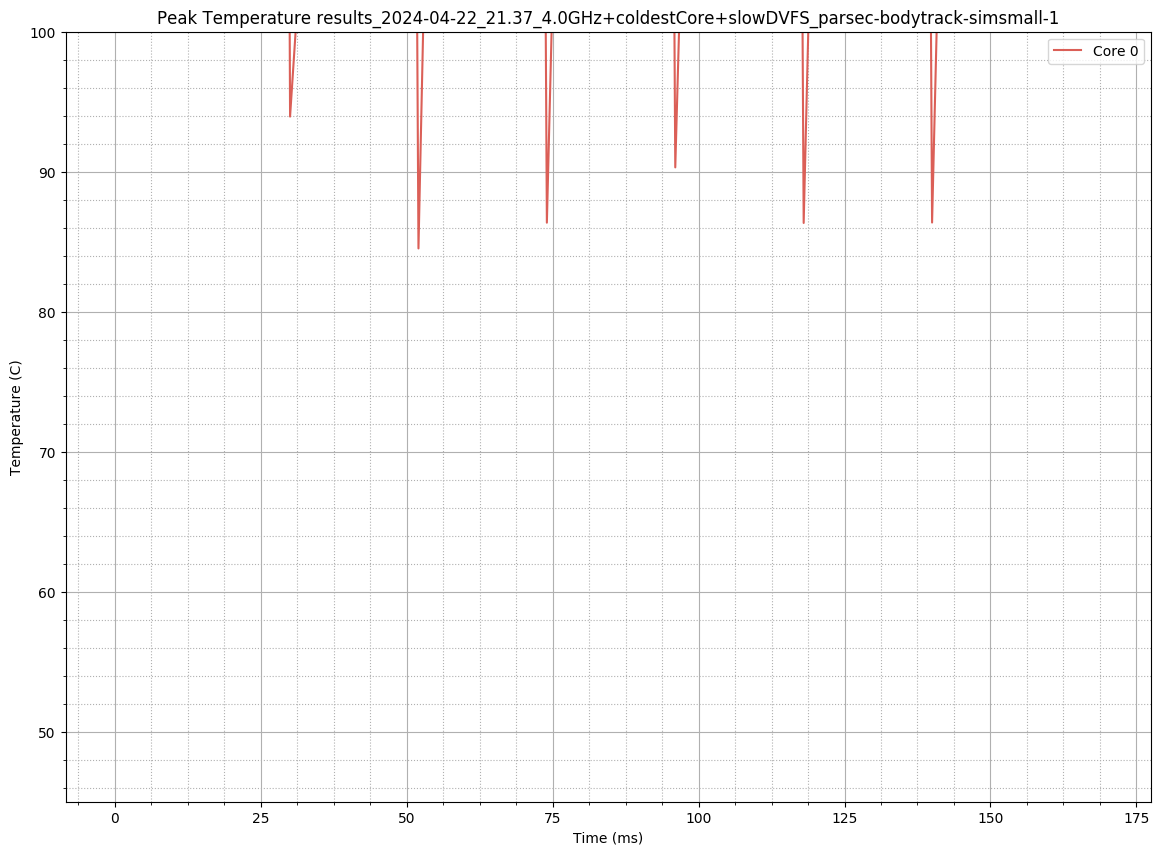 Peak Temperature results_2024-04-22_21.37_4.0GHz+coldestCore+slowDVFS_parsec-bodytrack-simsmall-1
Core 0
100
90
80
70
60
50
Temperature (C)
0 25 50 75 100 125 150 175
Time (ms)